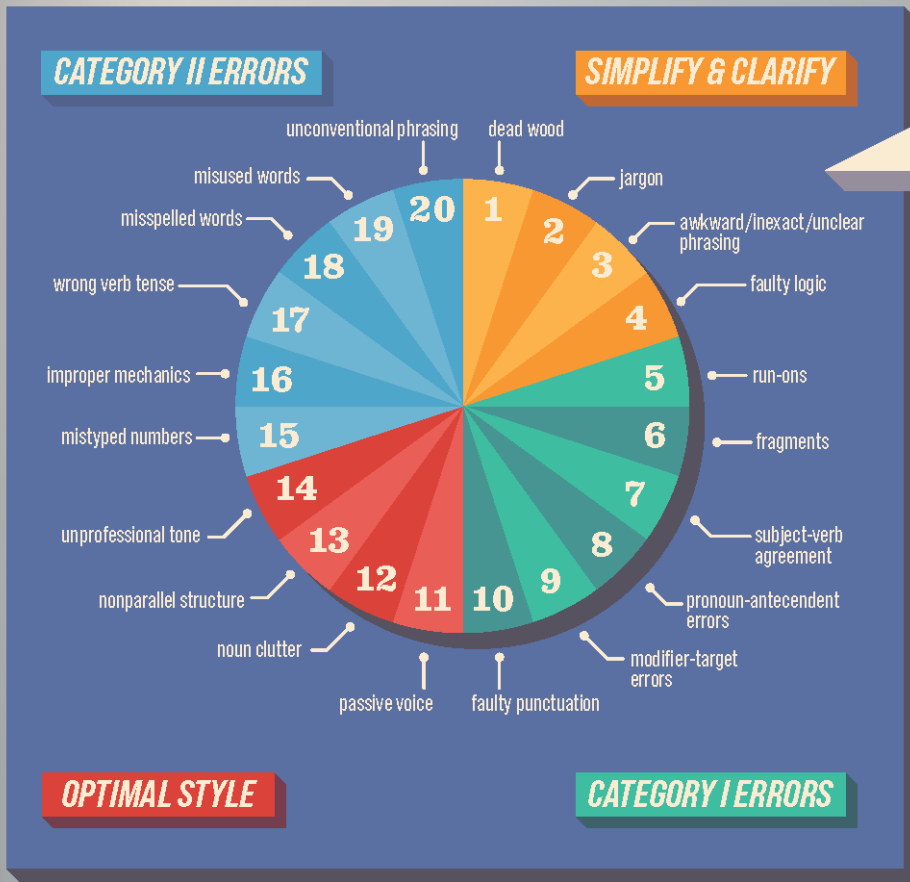 CATEGORY II ERRORS
SIMPLIFY & CLARIFY
unconventional phrasing
dead wood
misused words
jargon
misspelled words
awkward/inexact/unclear
phrasing
wrong verb tense
faulty logic
improper mechanics
run-ons
mistyped numbers
fragments
unprofessional tone
subject-verb
agreement
nonparallel structure
pronoun-antecendent
errors
noun clutter
modifier-target
errors
passive voice
faulty punctuation
1
2
3
4
5
6
7
8
9
10
11
12
13
14
15
16
17
18
19
20
OPTIMAL STYLE
CATEGORY I ERRORS